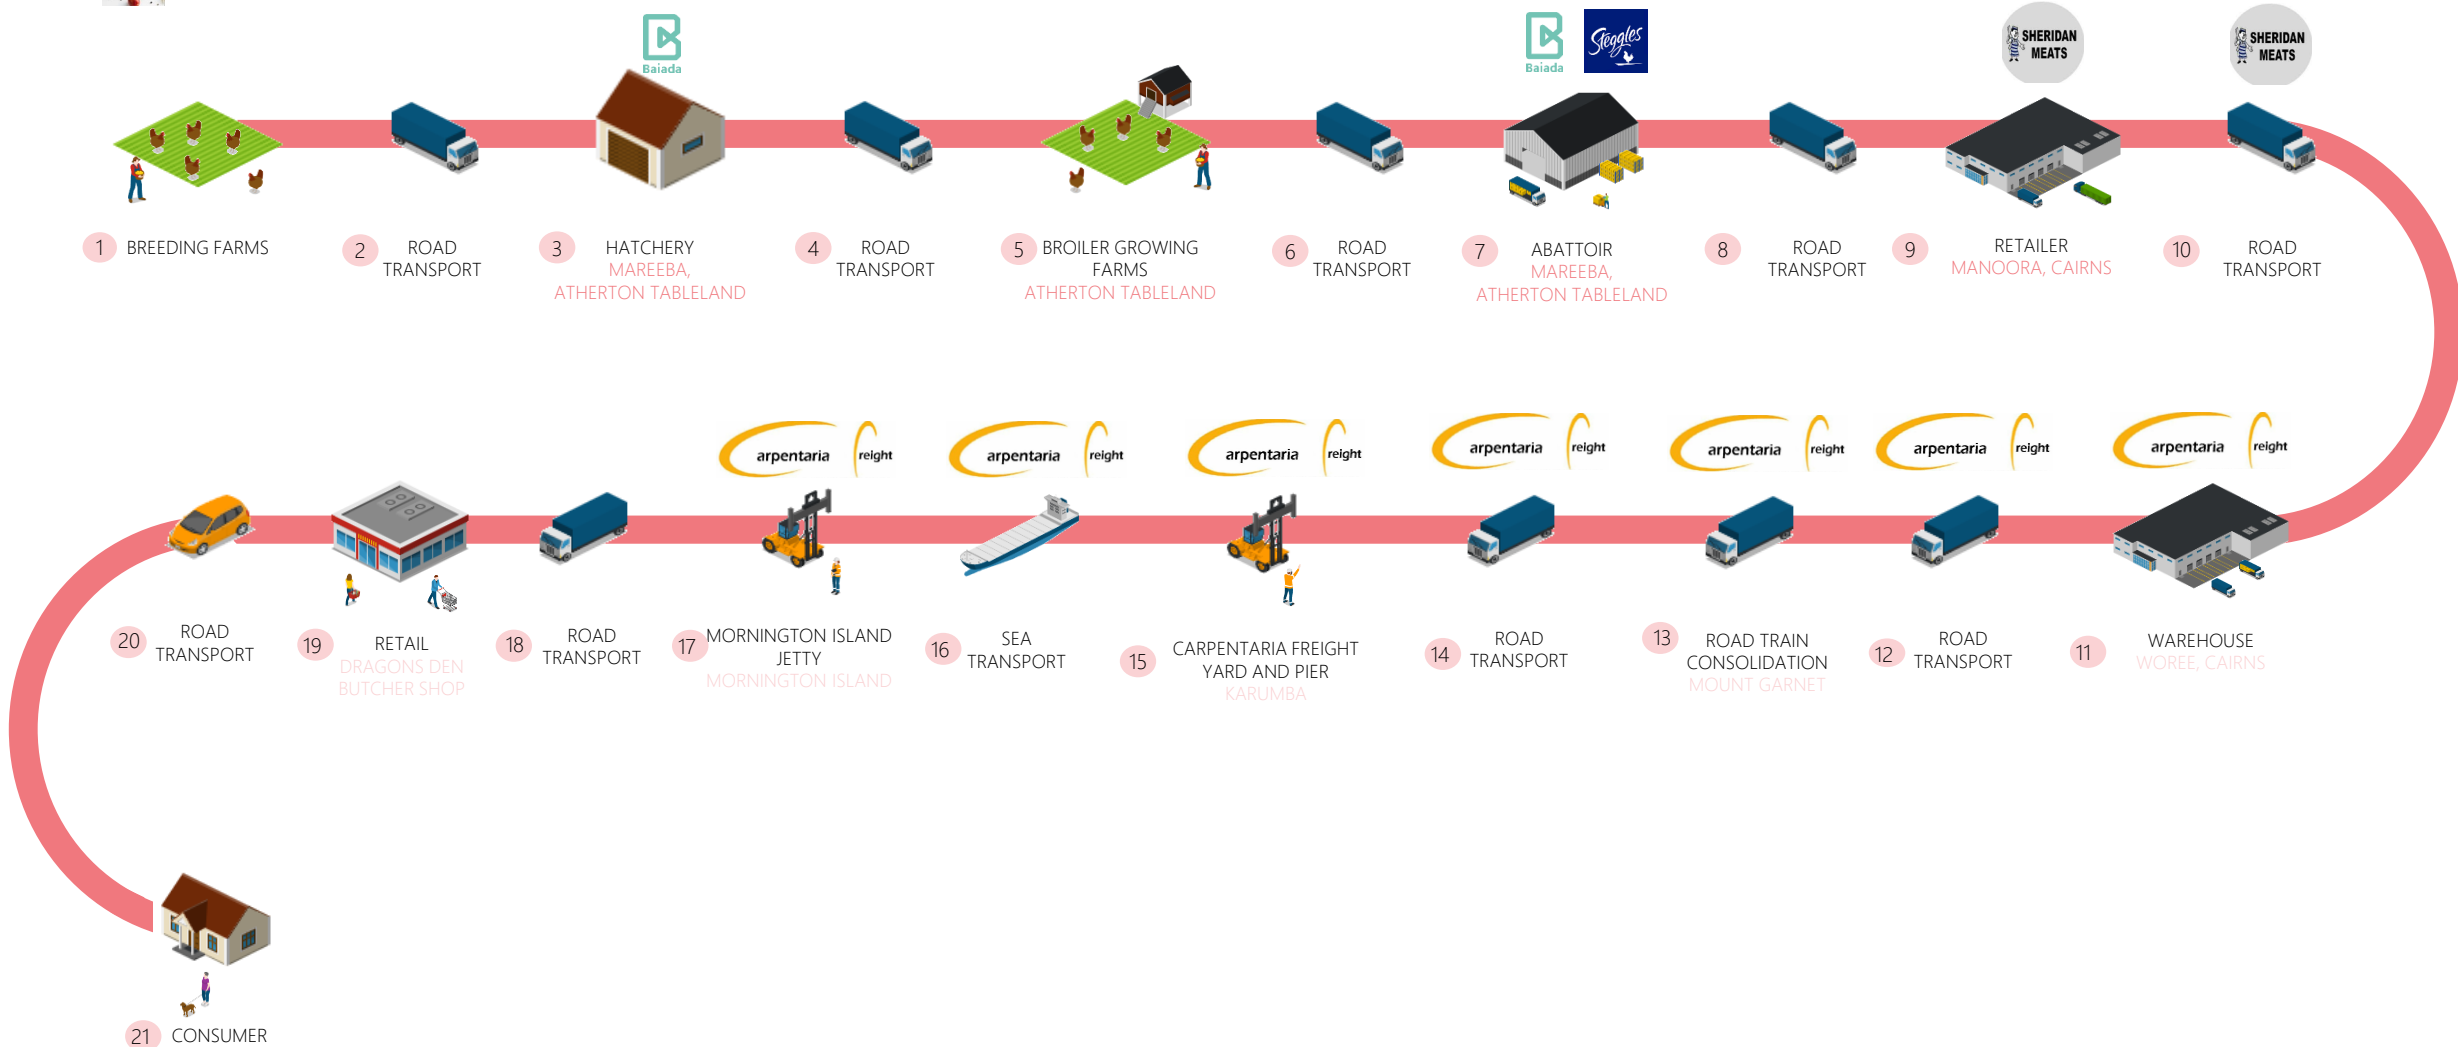 Baiada
Baiada
Steggles
SHERIDAN
MEATS
SHERIDAN
MEATS
1 BREEDING FARMS
2 ROAD
TRANSPORT
3 HATCHERY
MAREEBA,
ATHERTON TABLELAND
4 ROAD
TRANSPORT
5 BROILER GROWING
FARMS
ATHERTON TABLELAND
6 ROAD
TRANSPORT
7 ABATTOIR
MAREEBA,
ATHERTON TABLELAND
8 ROAD
TRANSPORT
9 RETAILER
MANOORA, CAIRNS
10 ROAD
TRANSPORT
arpentaria reight
arpentaria reight
arpentaria reight
arpentaria reight
arpentaria reight
arpentaria reight
arpentaria reight
20 ROAD
TRANSPORT
19 RETAIL
DRAGONS DEN
BUTCHER SHOP
18 ROAD
TRANSPORT
17 MORNINGTON ISLAND
JETTY
MORNINGTON ISLAND
16 SEA
TRANSPORT
15 CARPENTARIA FREIGHT
YARD AND PIER
KARUMBA
14 ROAD
TRANSPORT
13 ROAD TRAIN
CONSOLIDATION
MOUNT GARNET
12 ROAD
TRANSPORT
11 WAREHOUSE
WOREE, CAIRNS
21 CONSUMER